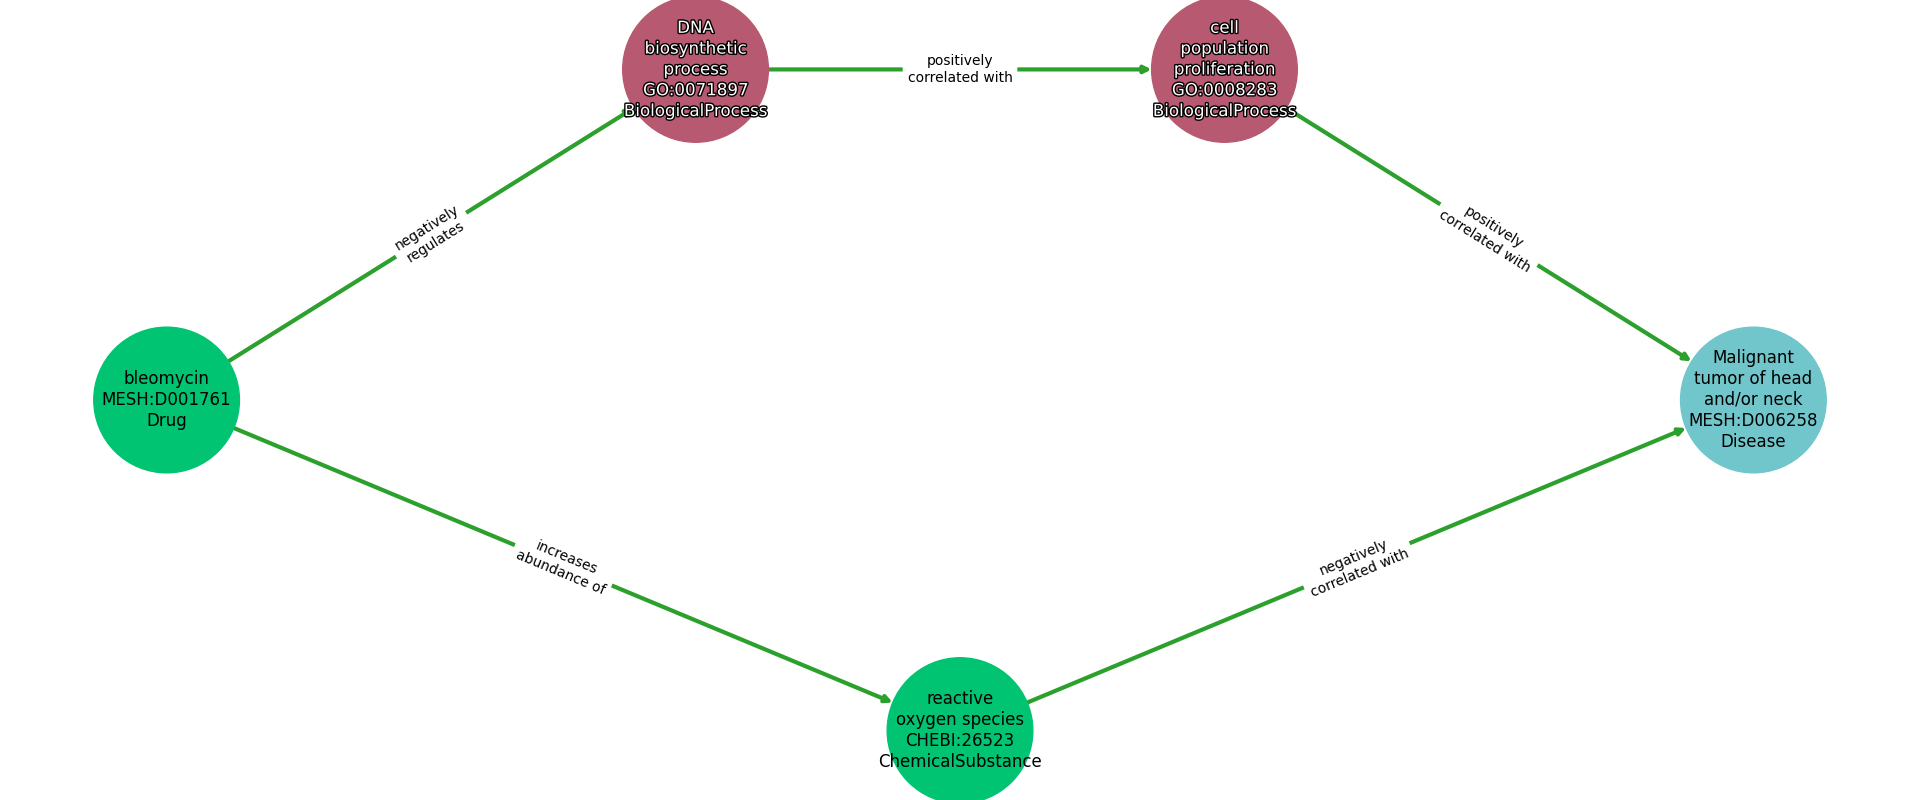 DNA
biosynthetic
process
GO:0071897
BiologicalProcess
positively
correlated with
cell
population
proliferation
GO:0008283
BiologicalProcess
negatively
regulates
positively
correlated with
bleomycin
MESH:D001761
Drug
Malignant
tumor of head
and/or neck
MESH:D006258
Disease
increases
abundance of
negatively
correlated with
reactive
oxygen species
CHEBI:26523
ChemicalSubstance